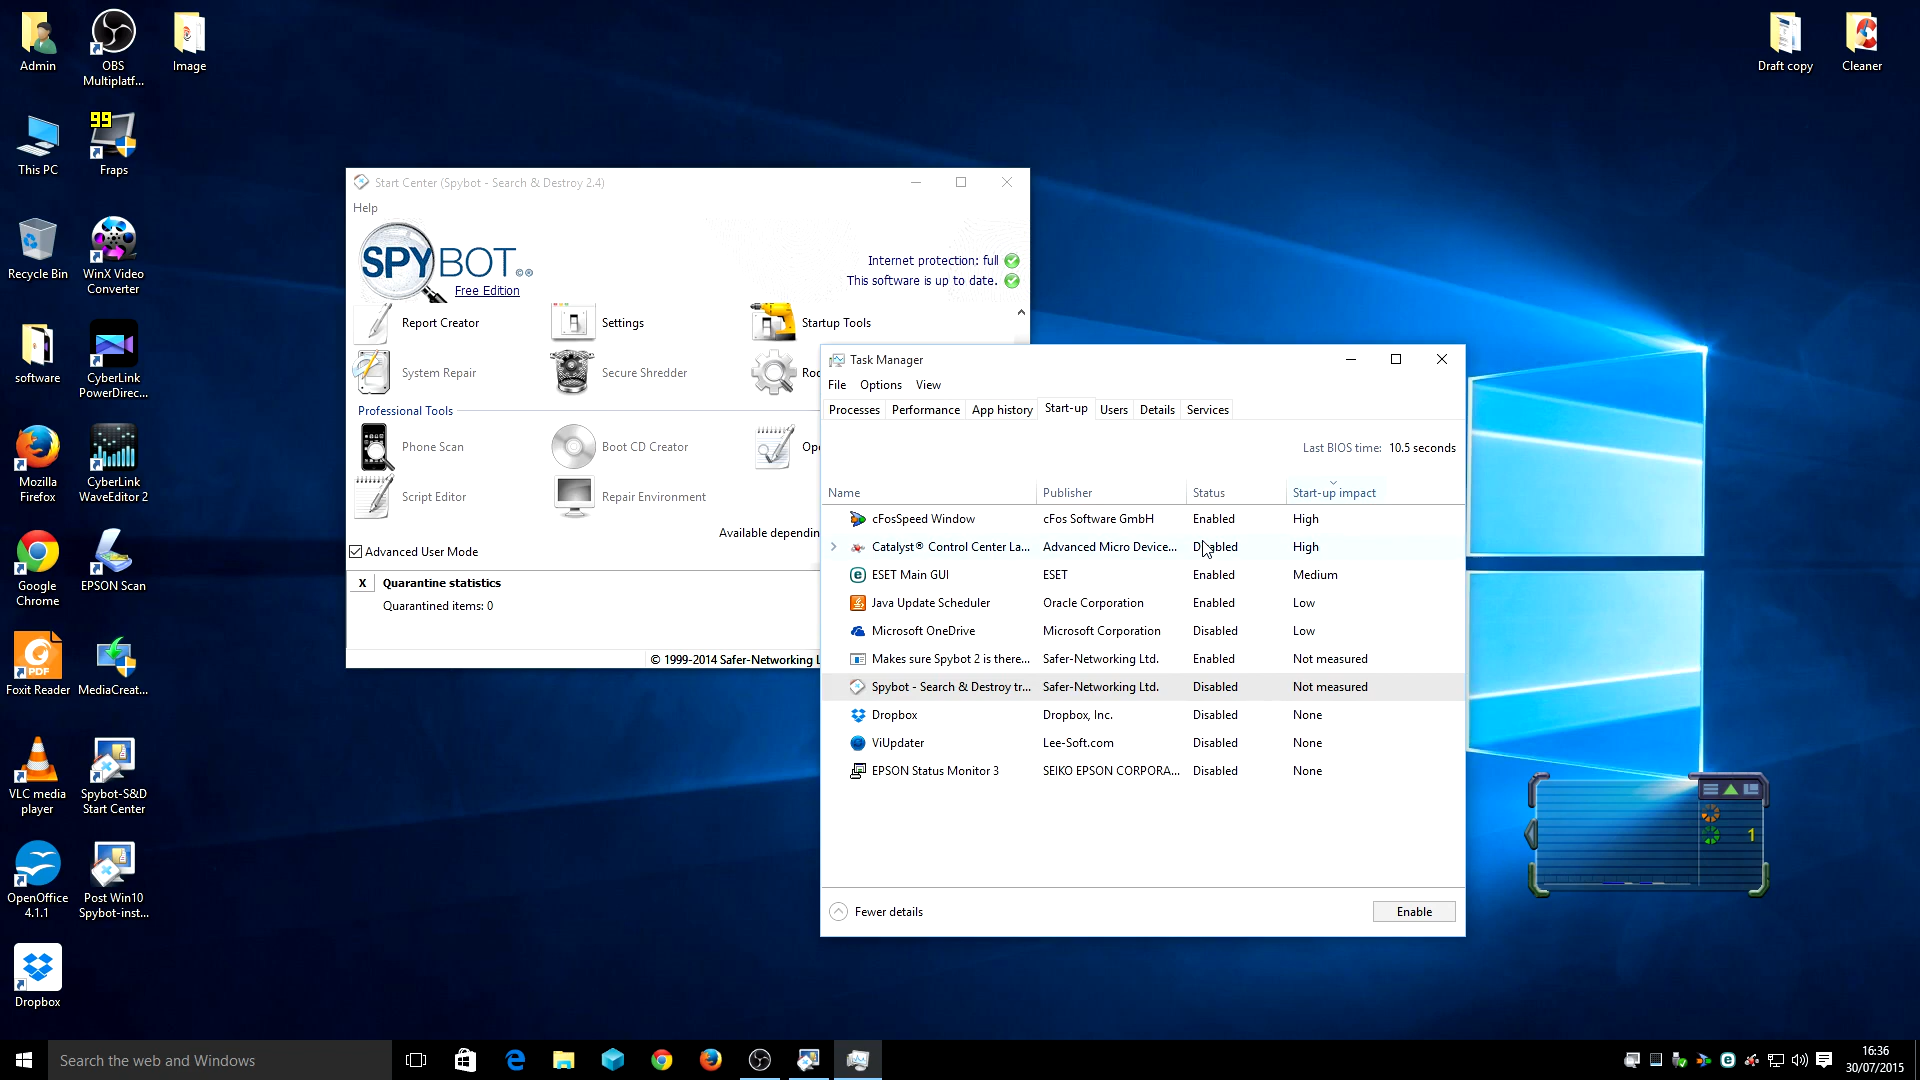 Admin
OBS
Multiplatf...
Image
Draft copy
Cleaner
This PC
99
Fraps
Recycle Bin
WinX Video
Converter
software
CyberLink
PowerDirec...
Mozilla
Firefox
CyberLink
WaveEditor 2
Google
Chrome
EPSON Scan
PDF
Foxit Reader
MediaCreat...
VLC media
player
Spybot-S&D
Start Center
OpenOffice
4.1.1
Post Win10
Spybot-inst...
Dropbox
Start Center (Spybot - Search & Destroy 2.4)
Help
SPYBOT
Free Edition
Internet protection: full
This software is up to date.
Report Creator
Settings
Startup Tools
System Repair
Secure Shredder
Roo
Professional Tools
Phone Scan
Boot CD Creator
Ope
Script Editor
Repair Environment
Available dependin
Advanced User Mode
X
Quarantine statistics
Quarantined items: 0
© 1999-2014 Safer-Networking L
Task Manager
File Options View
Processes Performance App history Start-up Users Details Services
Last BIOS time: 10.5 seconds
Name Publisher Status Start-up impact
cFosSpeed Window cFos Software GmbH Enabled High
Catalyst® Control Center La... Advanced Micro Device... Disabled High
ESET Main GUI ESET Enabled Medium
Java Update Scheduler Oracle Corporation Enabled Low
Microsoft OneDrive Microsoft Corporation Disabled Low
Makes sure Spybot 2 is there... Safer-Networking Ltd. Enabled Not measured
Spybot - Search & Destroy tr... Safer-Networking Ltd. Disabled Not measured
Dropbox Dropbox, Inc. Disabled None
ViUpdater Lee-Soft.com Disabled None
EPSON Status Monitor 3 SEIKO EPSON CORPORA... Disabled None
Fewer details
Enable
1
Search the web and Windows
16:36
30/07/2015